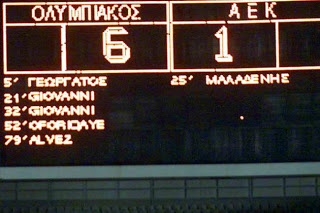 ΟΛΥΜΠΙΑΚΟΣ ΑΕΚ
6 1
5' ΓΕΩΡΓΑΤΟΣ 25' ΜΑΛΑΔΕΝΗΣ
21' GIOVANNI
32' GIOVANNI
52' OFORIQAYE
79' ALVEZ